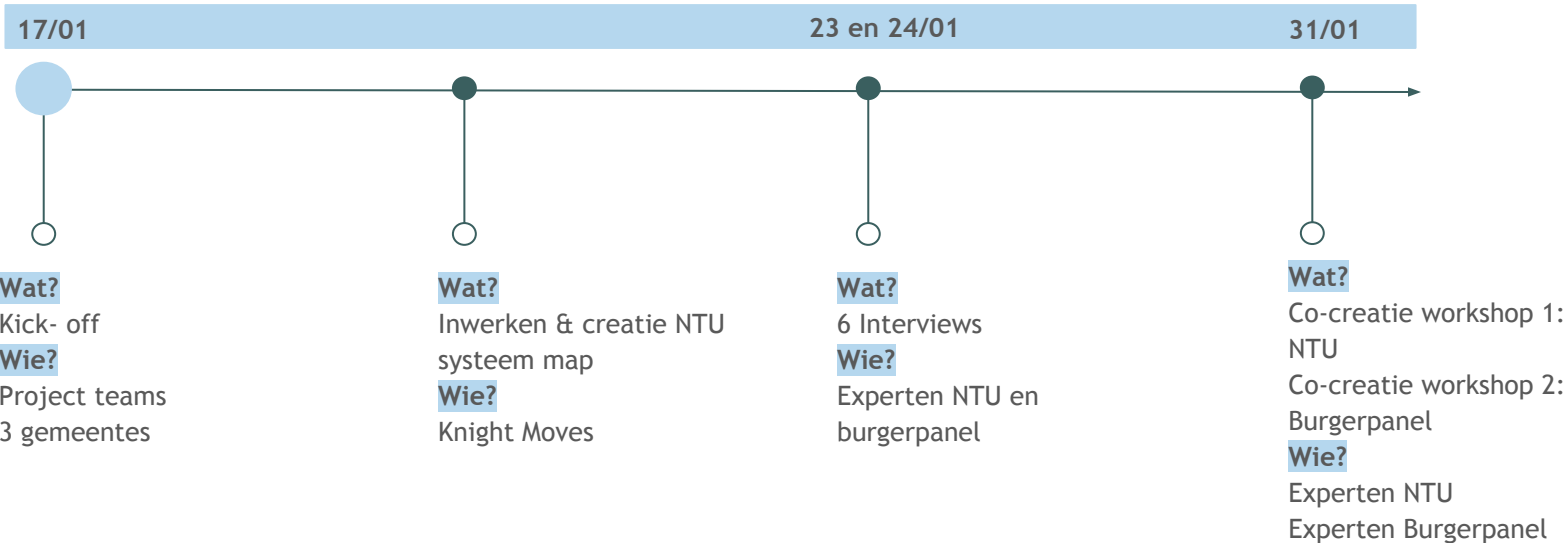 17/01
23 en 24/01
31/01
Wat?
Kick- off
Wie?
Project teams
3 gemeentes
Wat?
Inwerken & creatie NTU
systeem map
Wie?
Knight Moves
Wat?
6 Interviews
Wie?
Experten NTU en
burgerpanel
Wat?
Co-creatie workshop 1:
NTU
Co-creatie workshop 2:
Burgerpanel
Wie?
Experten NTU
Experten Burgerpanel